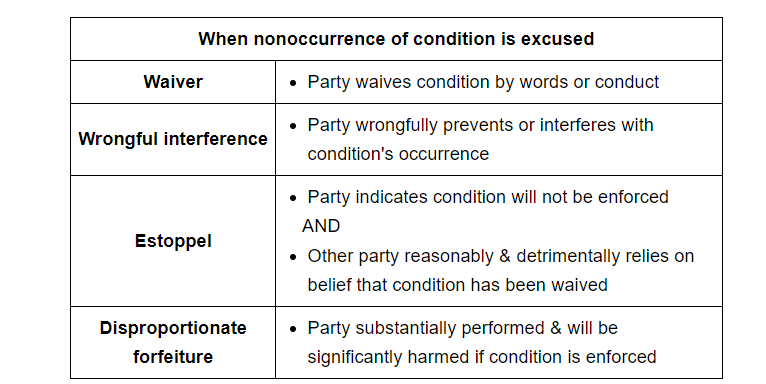 When nonoccurrence of condition is excused
Waiver
• Party waives condition by words or conduct
Wrongful interference
• Party wrongfully prevents or interferes with
condition's occurrence
Estoppel
• Party indicates condition will not be enforced
AND
• Other party reasonably & detrimentally relies on
belief that condition has been waived
Disproportionate
forfeiture
• Party substantially performed & will be
significantly harmed if condition is enforced